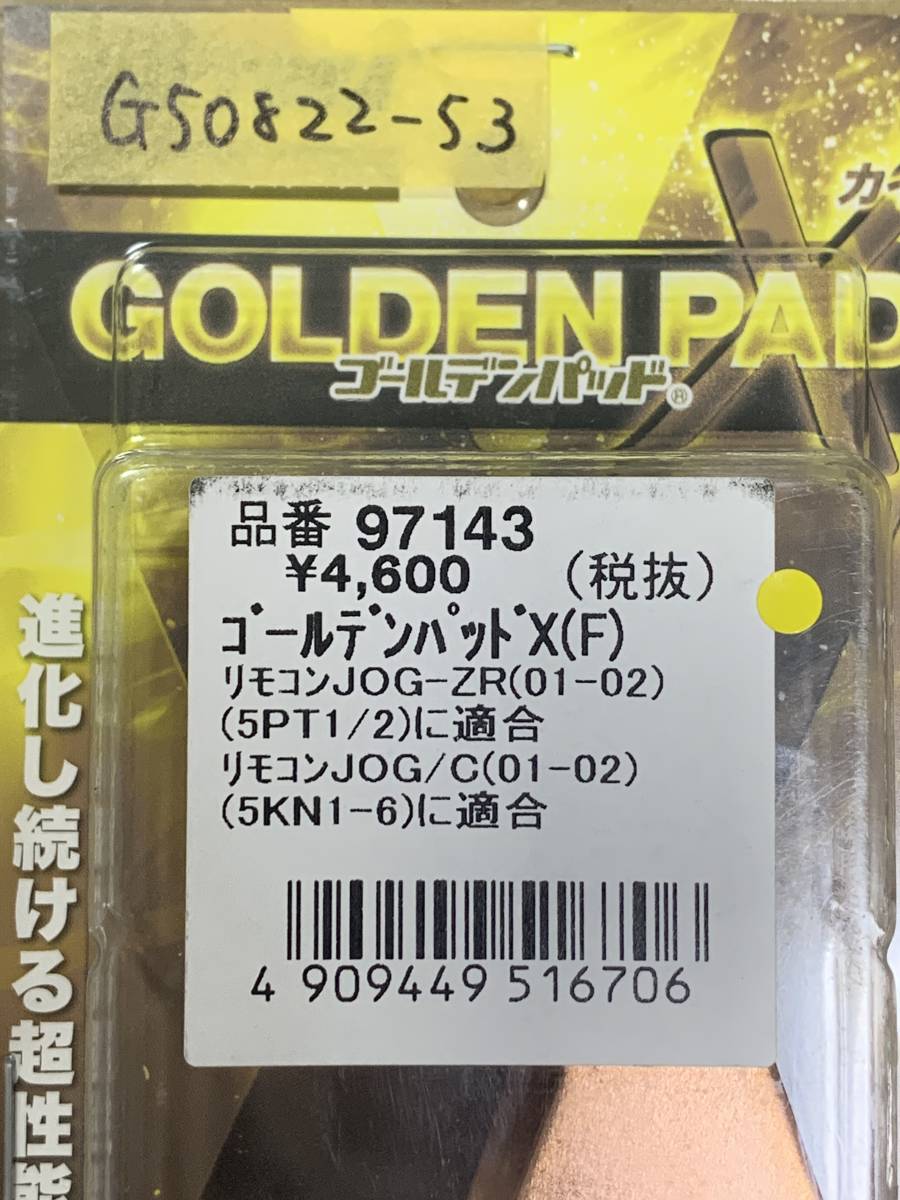 G50822-53
GOLDEN PAD
X
ゴールデンパッド®
品番 97143
¥4,600 (税抜)
ｺﾞｰﾙﾃﾞﾝﾊﾟｯﾄﾞX(F)
ﾘﾓｺﾝJOG-ZR(01-02)
(5PT1/2)に適合
ﾘﾓｺﾝJOG/C(01-02)
(5KN1-6)に適合
4 909449 516706
進化し続ける超性能